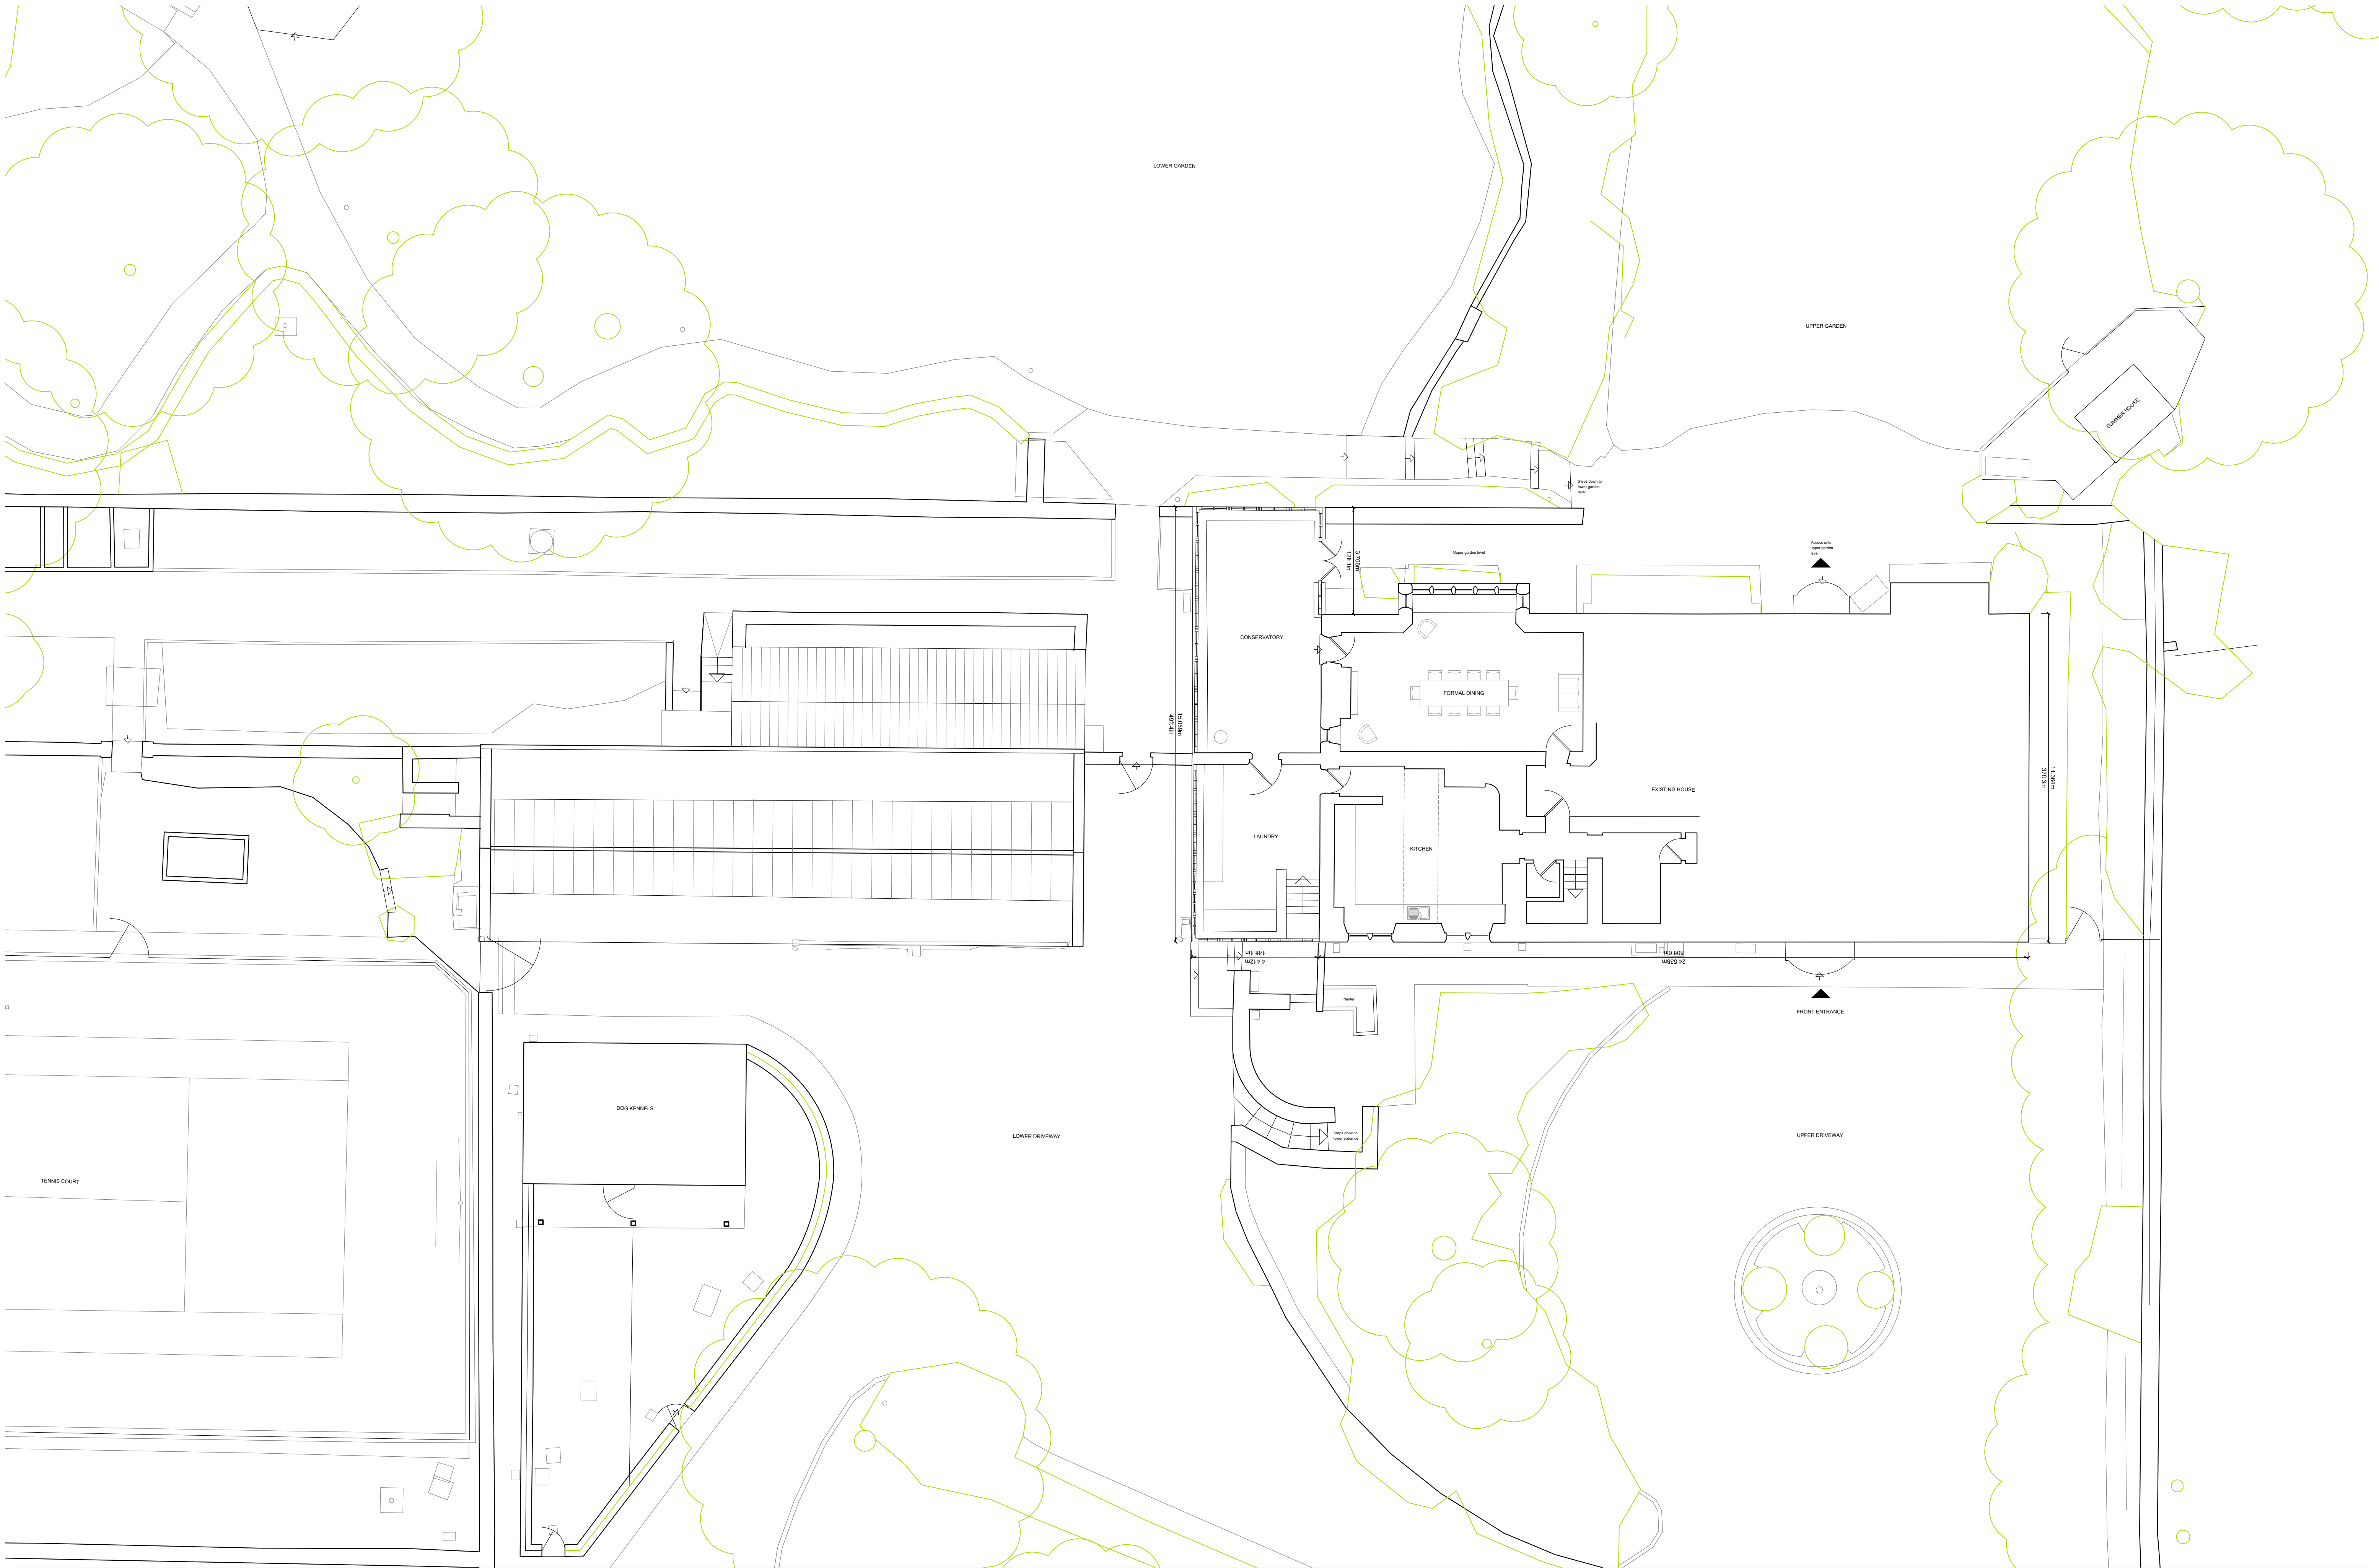 LOWER GARDEN
UPPER GARDEN
SUMMER HOUSE
Steps down to
lower garden
level
Upper garden level
Access onto
upper garden
level
3.706m
12ft 1in
CONSERVATORY
FORMAL DINING
15.059m
49ft 4in
EXISTING HOUSE
11.364m
37ft 3in
LAUNDRY
KITCHEN
14ft 4in
4.412m
80ft 6in
24.538m
Planter
FRONT ENTRANCE
DOG KENNELS
LOWER DRIVEWAY
Steps down to
lower entrance
UPPER DRIVEWAY
TENNIS COURT